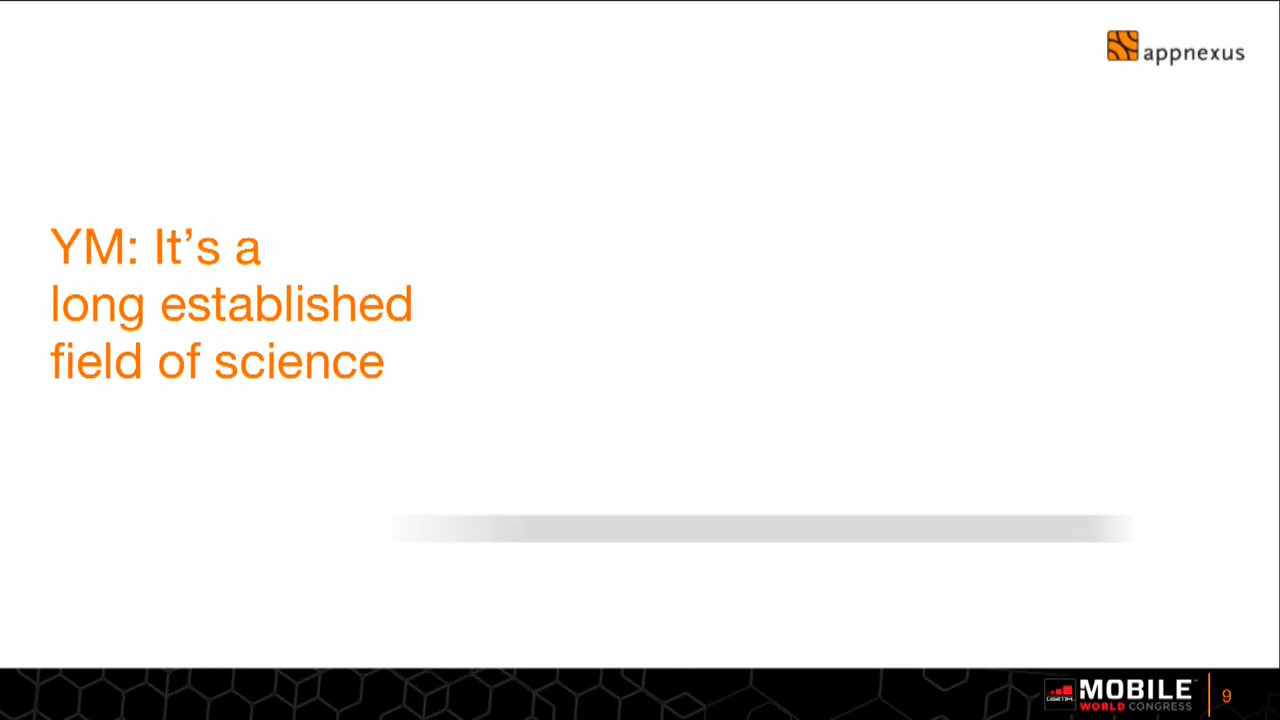 appnexus
YM: It’s a
long established
field of science
MOBILE
WORLD CONGRESS
9